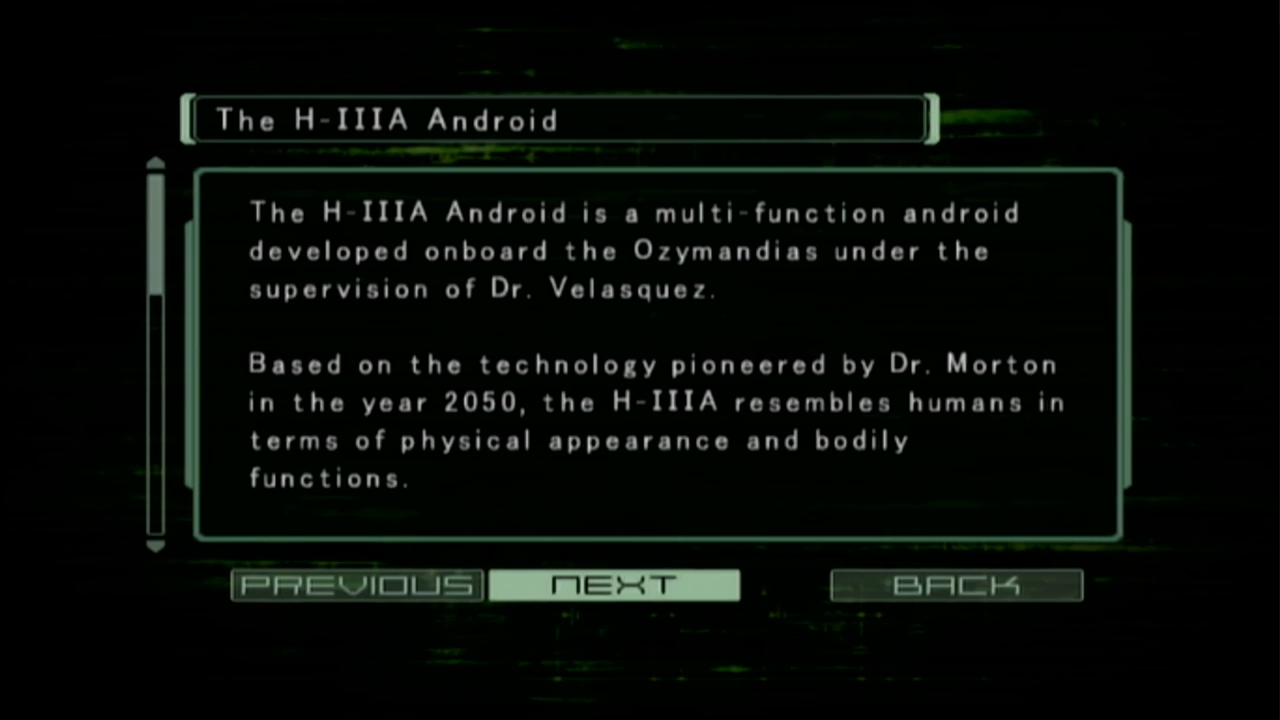 The H-IIIA Android
The H-IIIA Android is a multi-function android
developed onboard the Ozymandias under the
supervision of Dr. Velasquez.
Based on the technology pioneered by Dr. Morton
in the year 2050, the H-IIIA resembles humans in
terms of physical appearance and bodily
functions.
PREVIOUS NEXT BACK